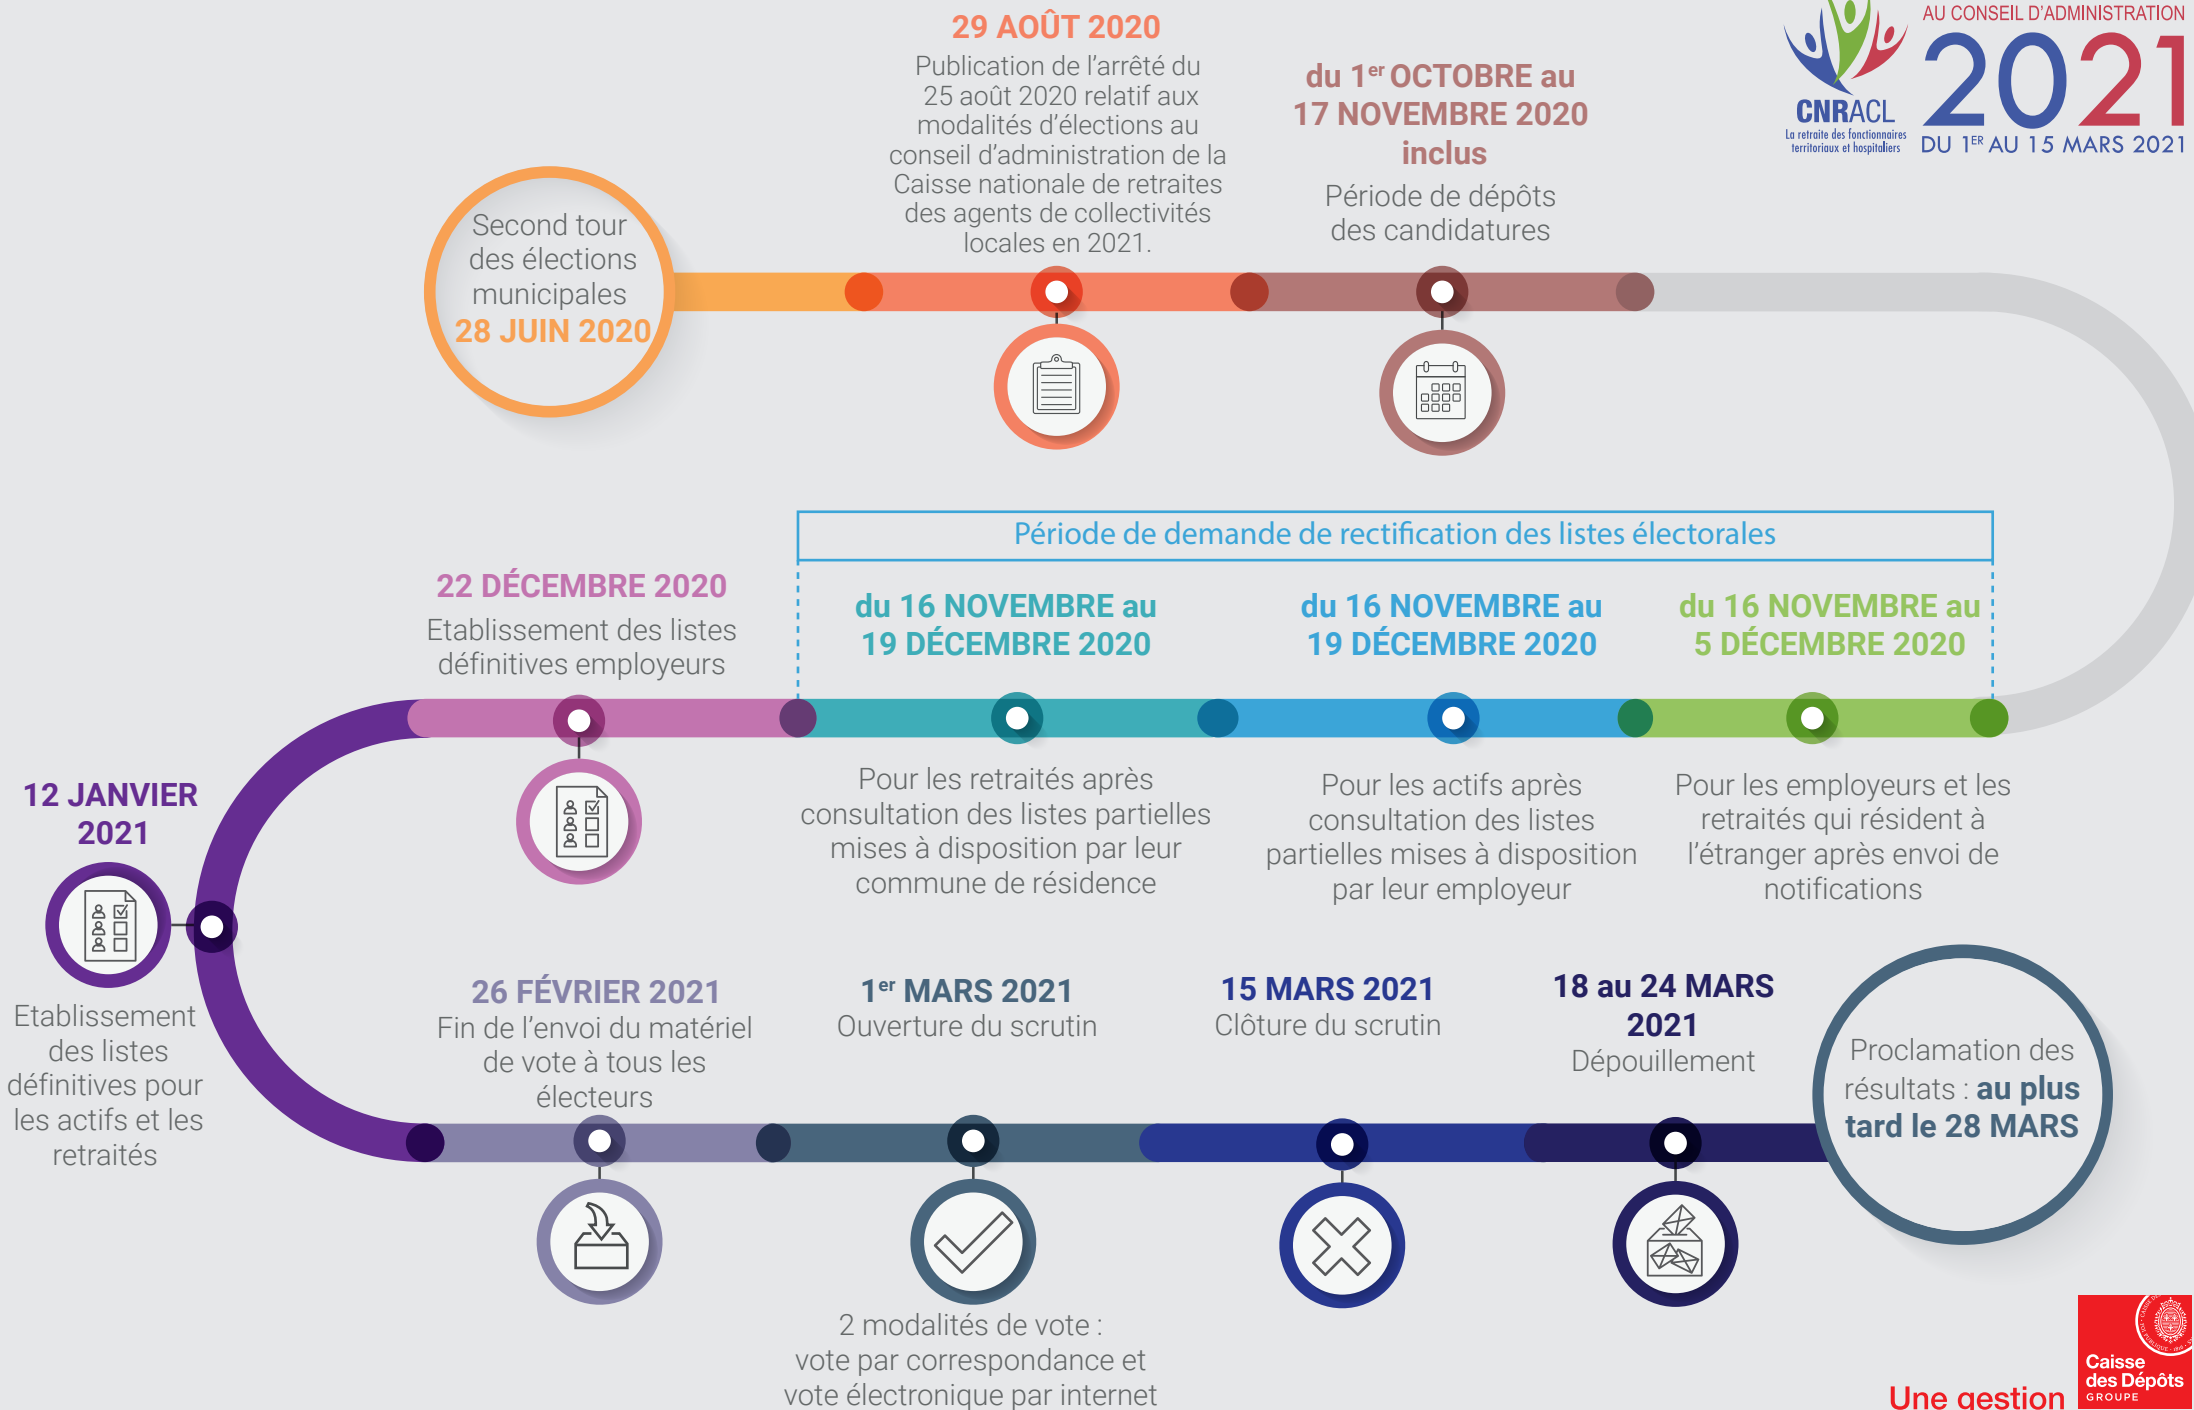 AU CONSEIL D'ADMINISTRATION
2021
DU 1ER AU 15 MARS 2021
CNRACL
La retraite des fonctionnaires
territoriaux et hospitaliers
Second tour
des élections
municipales
28 JUIN 2020
29 AOÛT 2020
Publication de l'arrêté du
25 août 2020 relatif aux
modalités d'élections au
conseil d'administration de la
Caisse nationale de retraites
des agents de collectivités
locales en 2021.
du 1er OCTOBRE au
17 NOVEMBRE 2020
inclus
Période de dépôts
des candidatures
Période de demande de rectification des listes électorales
du 16 NOVEMBRE au
5 DÉCEMBRE 2020
Pour les employeurs et les
retraités qui résident à
l'étranger après envoi de
notifications
du 16 NOVEMBRE au
19 DÉCEMBRE 2020
Pour les actifs après
consultation des listes
partielles mises à disposition
par leur employeur
du 16 NOVEMBRE au
19 DÉCEMBRE 2020
Pour les retraités après
consultation des listes partielles
mises à disposition par leur
commune de résidence
22 DÉCEMBRE 2020
Etablissement des listes
définitives employeurs
12 JANVIER
2021
Etablissement
des listes
définitives pour
les actifs et les
retraités
26 FÉVRIER 2021
Fin de l'envoi du matériel
de vote à tous les
électeurs
1er MARS 2021
Ouverture du scrutin
2 modalités de vote :
vote par correspondance et
vote électronique par internet
15 MARS 2021
Clôture du scrutin
18 au 24 MARS
2021
Dépouillement
Proclamation des
résultats : au plus
tard le 28 MARS
Une gestion
Caisse
des Dépôts
GROUPE